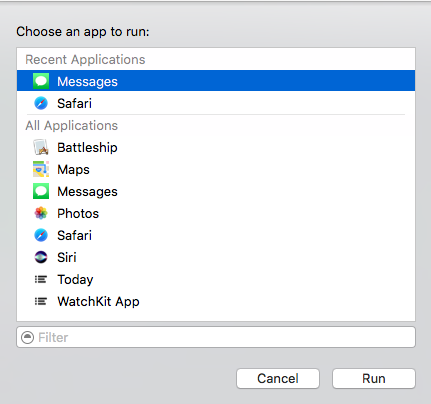 Choose an app to run:
Recent Applications
Messages
Safari
All Applications
Battleship
Maps
Messages
Photos
Safari
Siri
Today
WatchKit App
Filter
Cancel Run